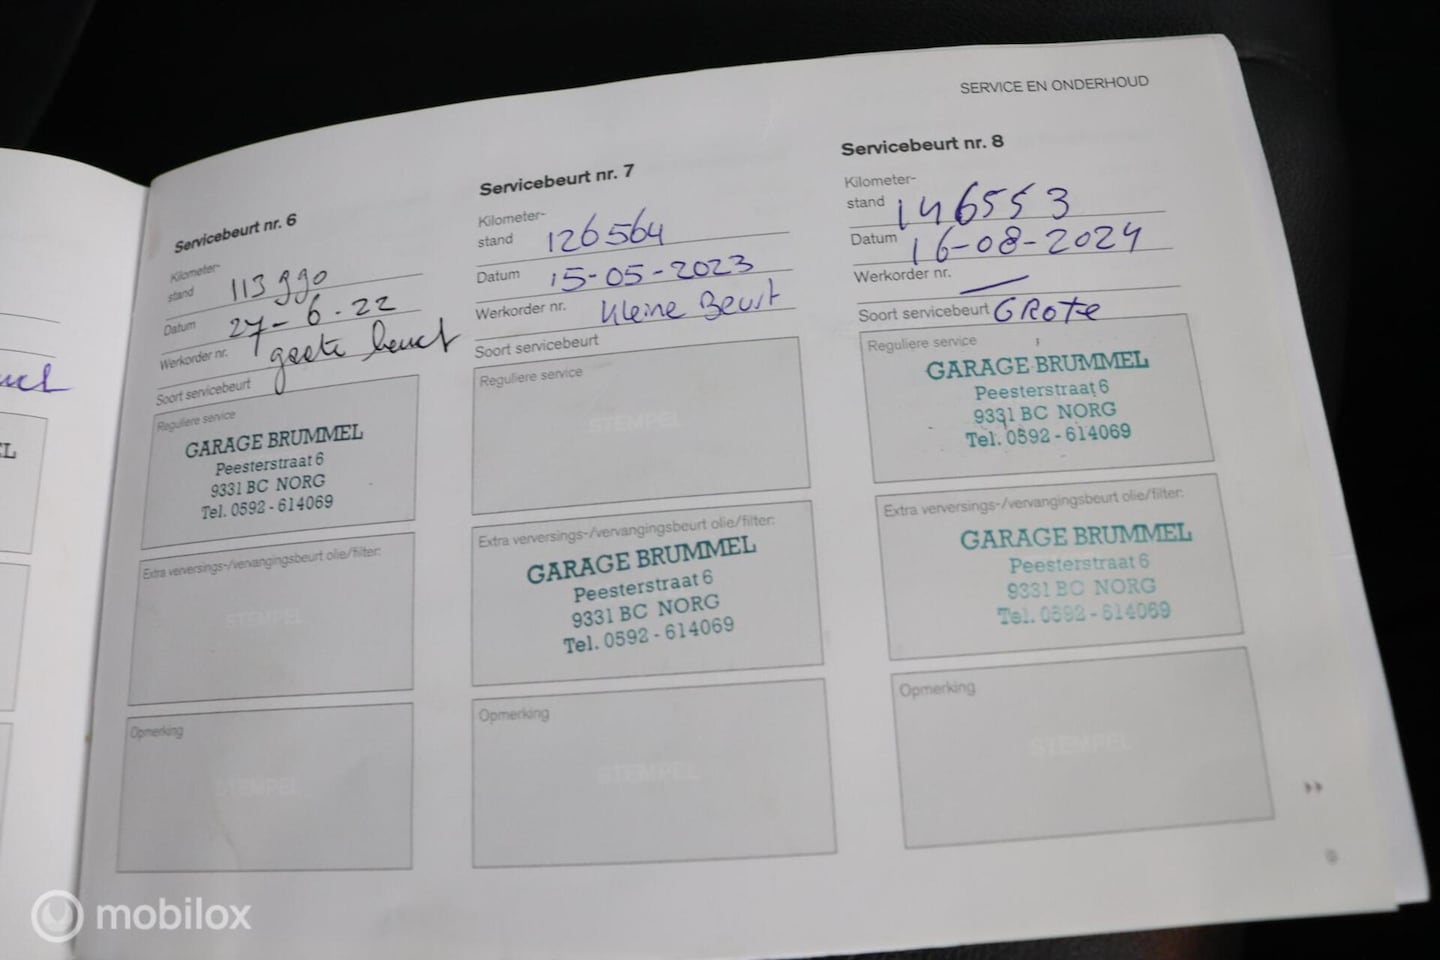 SERVICE EN ONDERHOUD
Servicebeurt nr. 6
Kilometer-
stand 113990
Datum 27-6-22
Werkorder nr. grote beurt
Soort servicebeurt
Reguliere service
GARAGE BRUMMEL
Peesterstraat 6
9331 BC NORG
Tel. 0592 - 614069
Extra verversings-/vervangingsbeurt olie/filter:
STEMPEL
Opmerking
STEMPEL
Servicebeurt nr. 7
Kilometer-
stand 126564
Datum 15-05-2023
Werkorder nr. Kleine Beurt
Soort servicebeurt
Reguliere service
STEMPEL
Extra verversings-/vervangingsbeurt olie/filter:
GARAGE BRUMMEL
Peesterstraat 6
9331 BC NORG
Tel. 0592 - 614069
Opmerking
STEMPEL
Servicebeurt nr. 8
Kilometer-
stand 146553
Datum 16-08-2024
Werkorder nr. —
Soort servicebeurt GROTE
Reguliere service
GARAGE BRUMMEL
Peesterstraat 6
9331 BC NORG
Tel. 0592 - 614069
Extra verversings-/vervangingsbeurt olie/filter:
GARAGE BRUMMEL
Peesterstraat 6
9331 BC NORG
Tel. 0592 - 614069
Opmerking
STEMPEL
mobilox